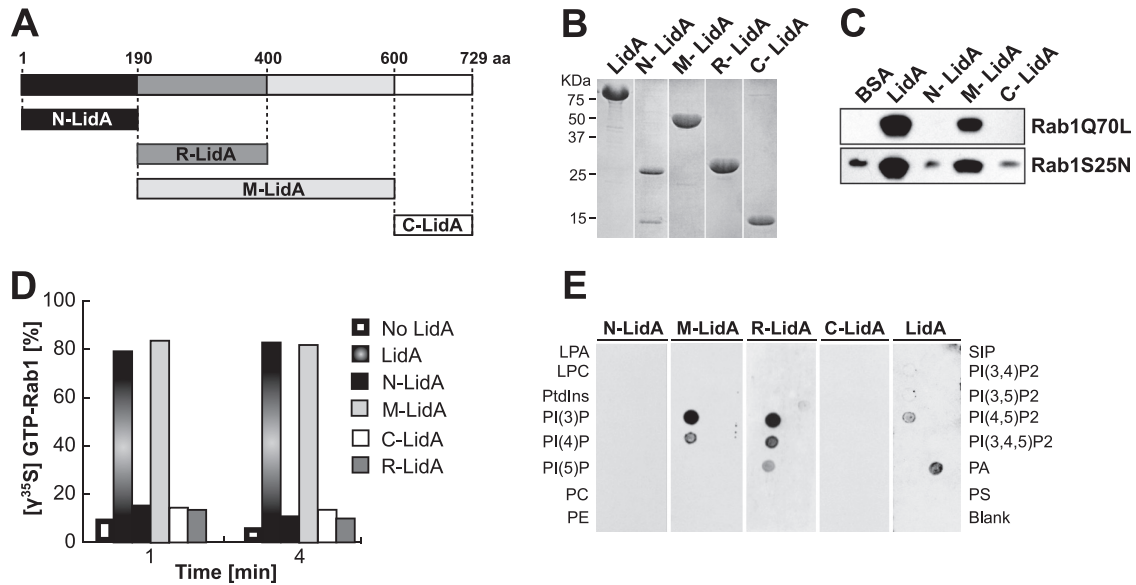 A
1 190 400 600 729 aa
N-LidA
R-LidA
M-LidA
C-LidA
B
LidA N- LidA M- LidA R- LidA C- LidA
KDa
75
50
37
25
15
C
BSA LidA N- LidA M- LidA C- LidA
Rab1Q70L
Rab1S25N
D
[γ³⁵S] GTP-Rab1 [%]
100
80
60
40
20
0
1 4
Time [min]
No LidA
LidA
N-LidA
M-LidA
C-LidA
R-LidA
E
N-LidA M-LidA R-LidA C-LidA LidA
LPA SIP
LPC PI(3,4)P2
PtdIns PI(3,5)P2
PI(3)P PI(4,5)P2
PI(4)P PI(3,4,5)P2
PI(5)P PA
PC PS
PE Blank